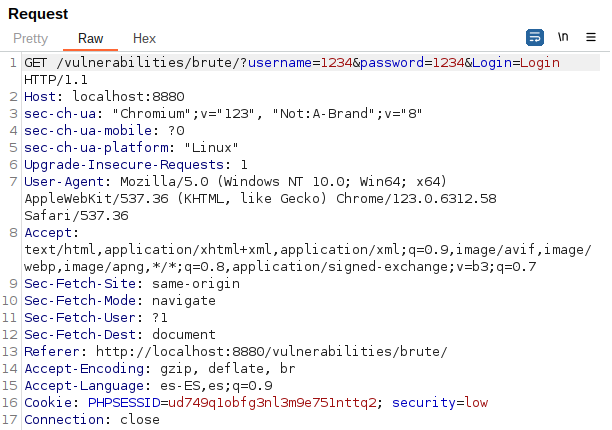 Request
Pretty Raw Hex \n ≡
1 GET /vulnerabilities/brute/?username=1234&password=1234&Login=Login
HTTP/1.1
2 Host: localhost:8880
3 sec-ch-ua: "Chromium";v="123", "Not:A-Brand";v="8"
4 sec-ch-ua-mobile: ?0
5 sec-ch-ua-platform: "Linux"
6 Upgrade-Insecure-Requests: 1
7 User-Agent: Mozilla/5.0 (Windows NT 10.0; Win64; x64)
AppleWebKit/537.36 (KHTML, like Gecko) Chrome/123.0.6312.58
Safari/537.36
8 Accept:
text/html,application/xhtml+xml,application/xml;q=0.9,image/avif,image/
webp,image/apng,*/*;q=0.8,application/signed-exchange;v=b3;q=0.7
9 Sec-Fetch-Site: same-origin
10 Sec-Fetch-Mode: navigate
11 Sec-Fetch-User: ?1
12 Sec-Fetch-Dest: document
13 Referer: http://localhost:8880/vulnerabilities/brute/
14 Accept-Encoding: gzip, deflate, br
15 Accept-Language: es-ES,es;q=0.9
16 Cookie: PHPSESSID=ud749q1obfg3nl3m9e751nttq2; security=low
17 Connection: close